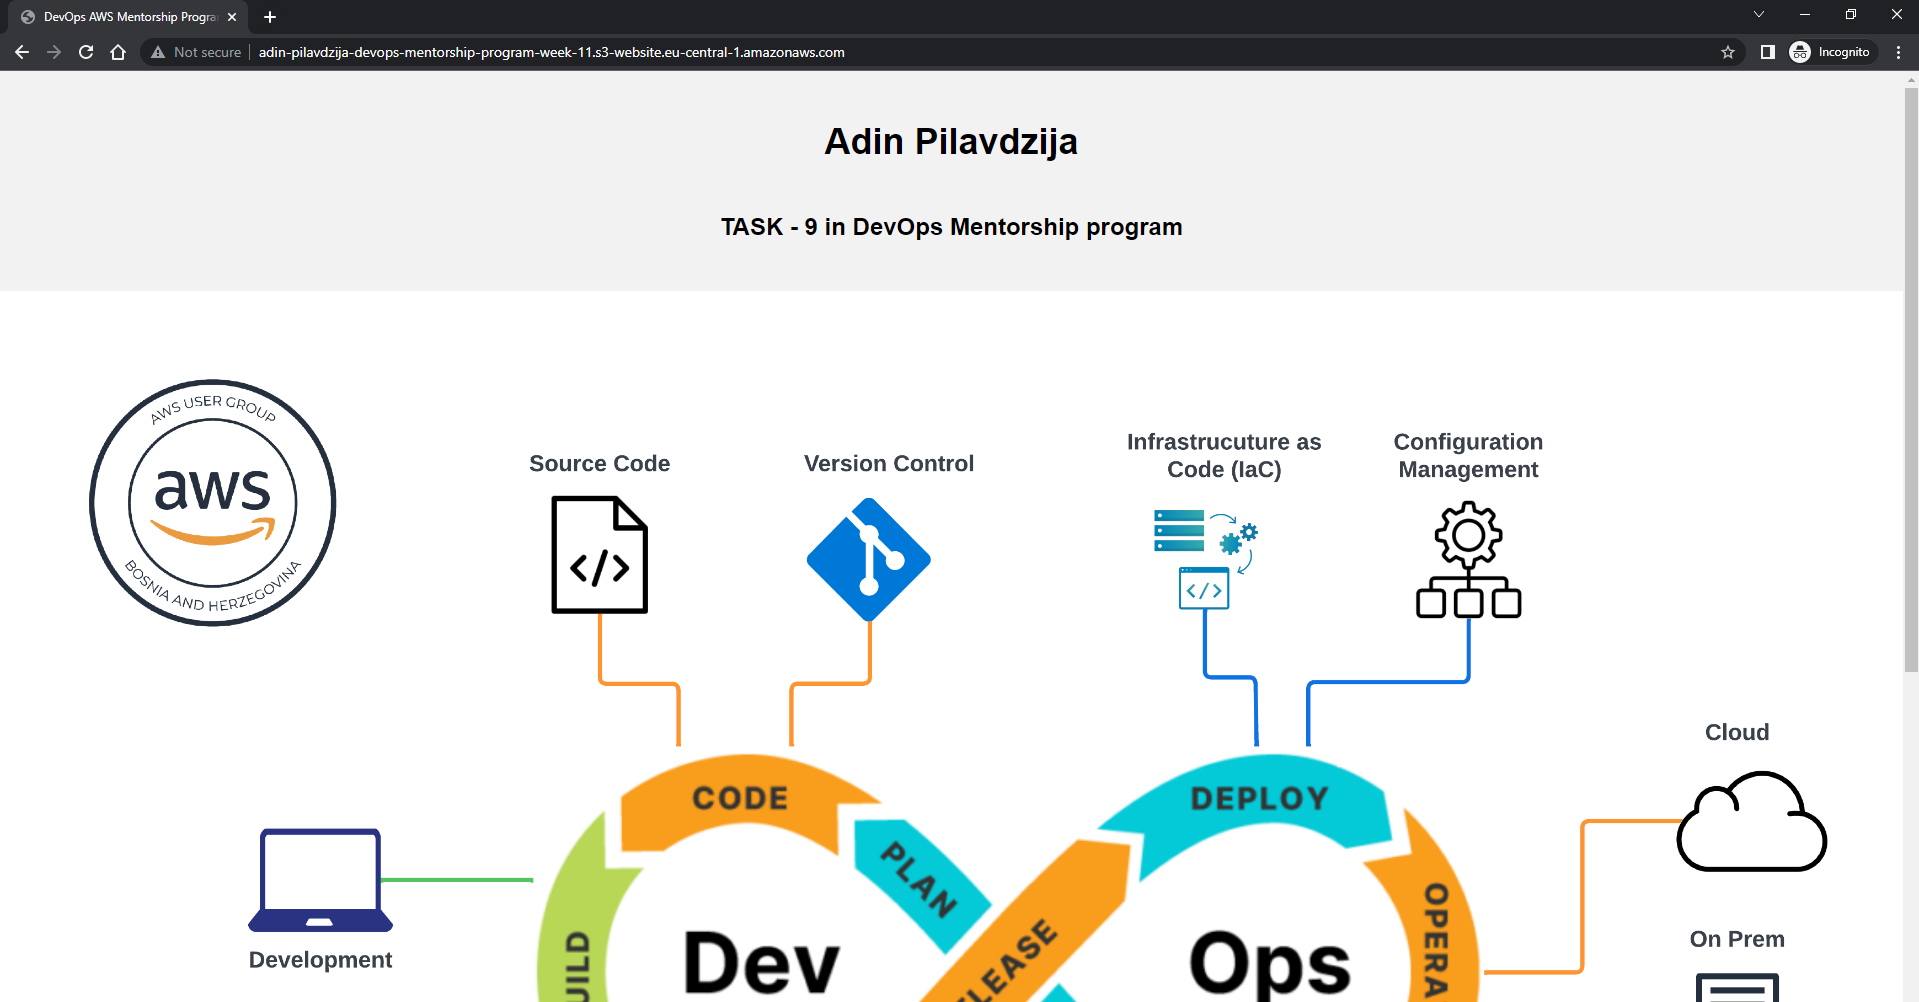 DevOps AWS Mentorship Progra
Not secure
adin-pilavdzija-devops-mentorship-program-week-11.s3-website.eu-central-1.amazonaws.com
Incognito
Adin Pilavdzija
TASK - 9 in DevOps Mentorship program
AWS USER GROUP
aws
BOSNIA AND HERZEGOVINA
Source Code
Version Control
Infrastrucuture as
Code (IaC)
Configuration
Management
</>
</>
Cloud
CODE
DEPLOY
PLAN
OPERA
UILD
ELEASE
Dev
Ops
Development
On Prem